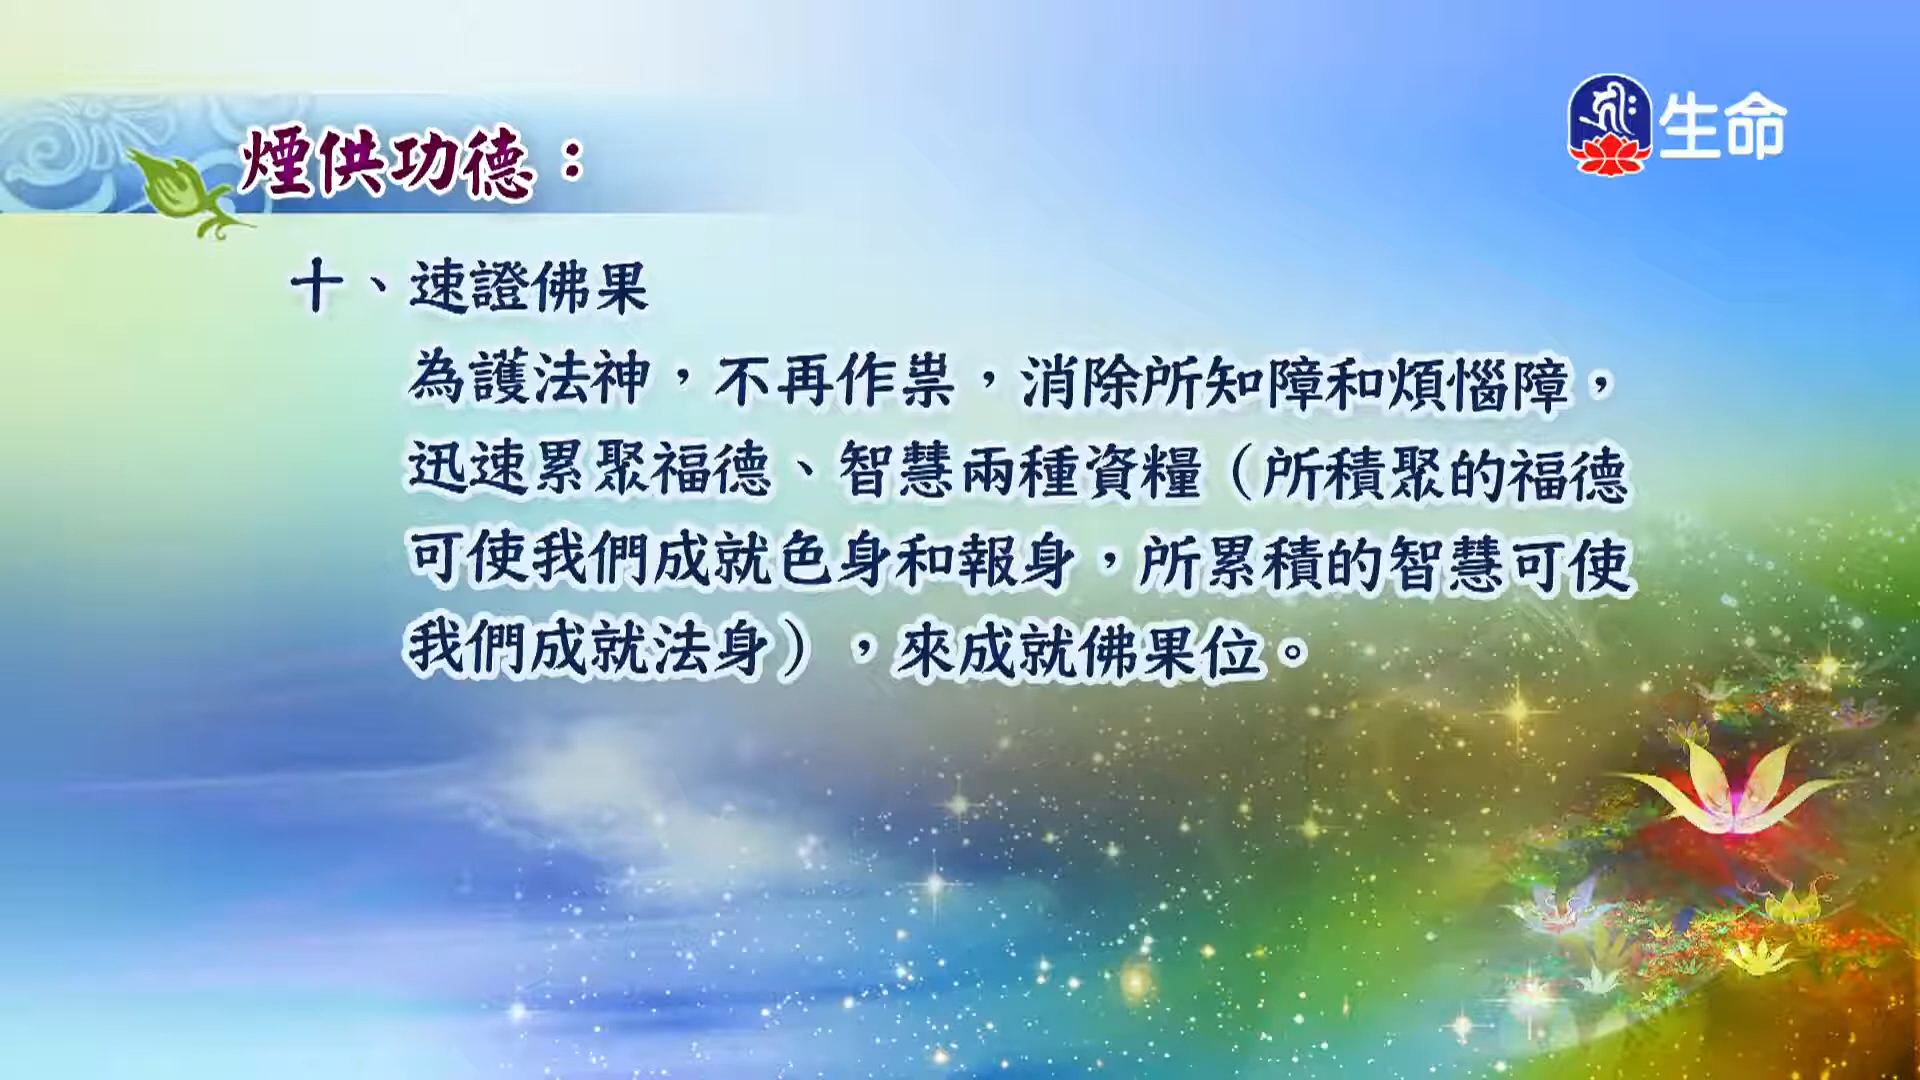 煙供功德：
生命
十、速證佛果
為護法神，不再作祟，消除所知障和煩惱障，
迅速累聚福德、智慧兩種資糧（所積聚的福德
可使我們成就色身和報身，所累積的智慧可使
我們成就法身），來成就佛果位。